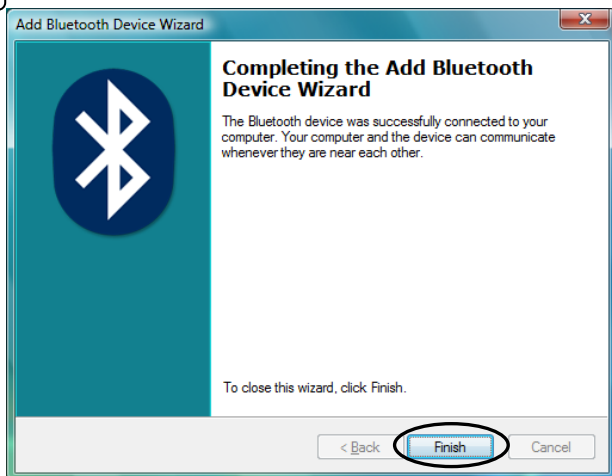 Add Bluetooth Device Wizard
Completing the Add Bluetooth
Device Wizard
The Bluetooth device was successfully connected to your
computer. Your computer and the device can communicate
whenever they are near each other.
To close this wizard, click Finish.
< Back Finish Cancel